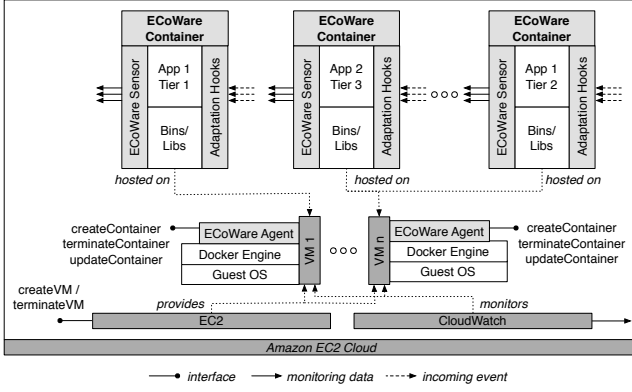 ECoWare
Container
ECoWare
Container
ECoWare
Container
ECoWare Sensor
App 1
Tier 1
Bins/
Libs
Adaptation Hooks
ECoWare Sensor
App 2
Tier 3
Bins/
Libs
Adaptation Hooks
ECoWare Sensor
App 1
Tier 2
Bins/
Libs
Adaptation Hooks
hosted on
hosted on
hosted on
createContainer
terminateContainer
updateContainer
ECoWare Agent
Docker Engine
Guest OS
VM 1
VM n
ECoWare Agent
Docker Engine
Guest OS
createContainer
terminateContainer
updateContainer
createVM /
terminateVM
provides
monitors
EC2
CloudWatch
Amazon EC2 Cloud
interface
monitoring data
incoming event